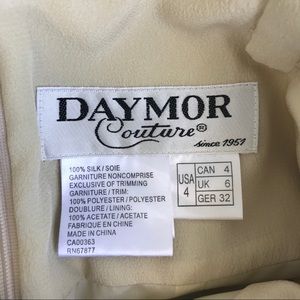 DAYMOR
Couture®
since 1951
100% SILK / SOIE
GARNITURE NONCOMPRISE
EXCLUSIVE OF TRIMMING
GARNITURE / TRIM:
100% POLYESTER / POLYESTER
DOUBLURE / LINING:
100% ACETATE / ACETATE
FABRIQUE EN CHINE
MADE IN CHINA
CA00363
RN67877
USA 4
CAN 4
UK 6
GER 32